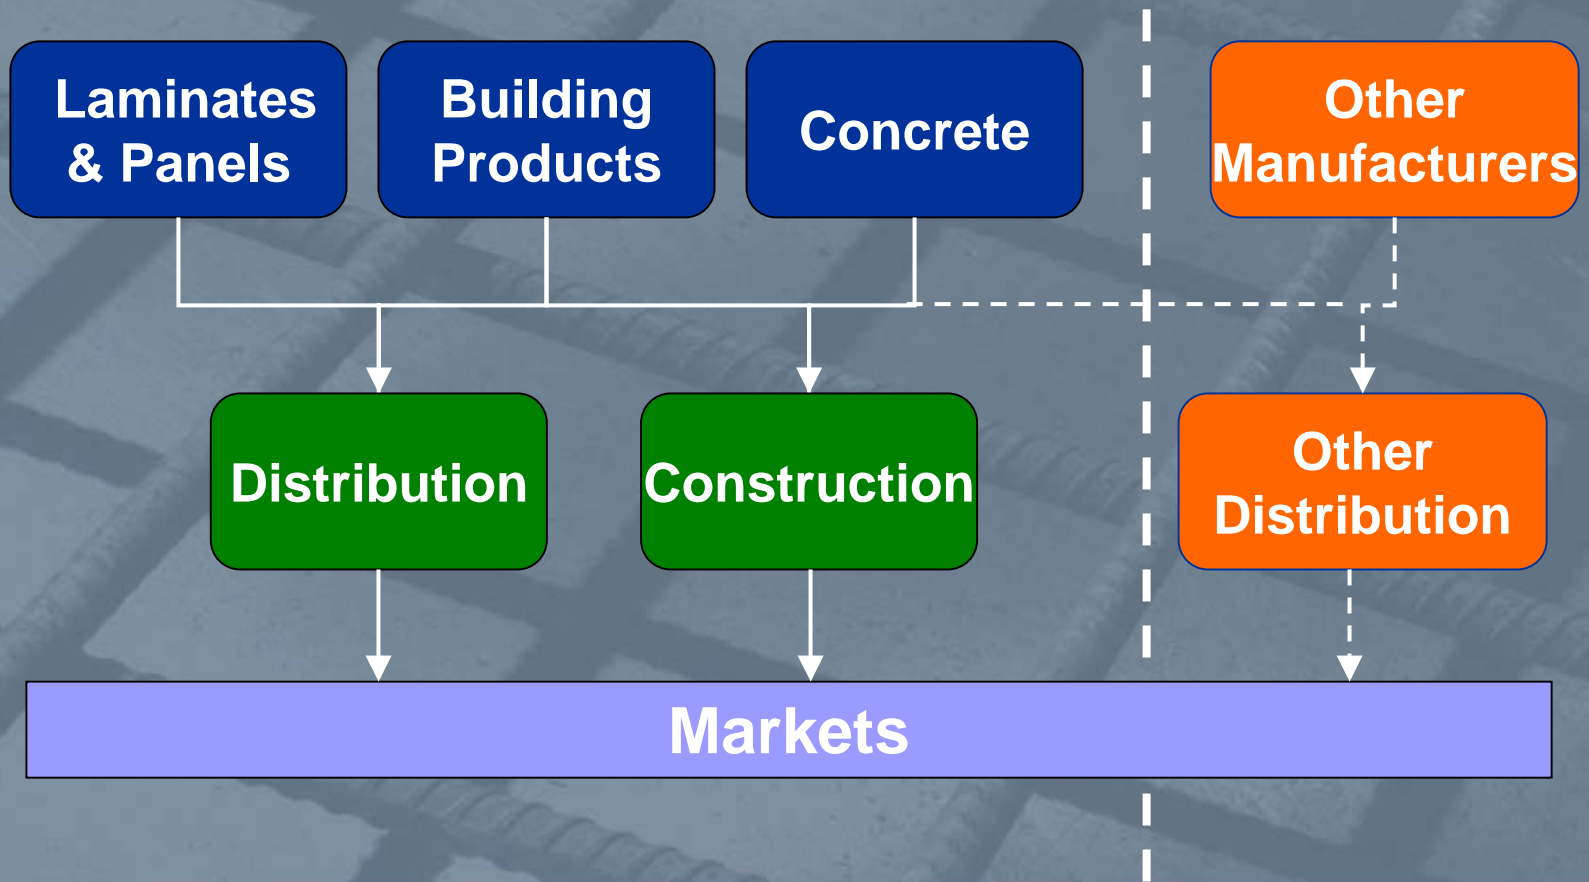 Laminates
& Panels
Building
Products
Concrete
Other
Manufacturers
Distribution
Construction
Other
Distribution
Markets